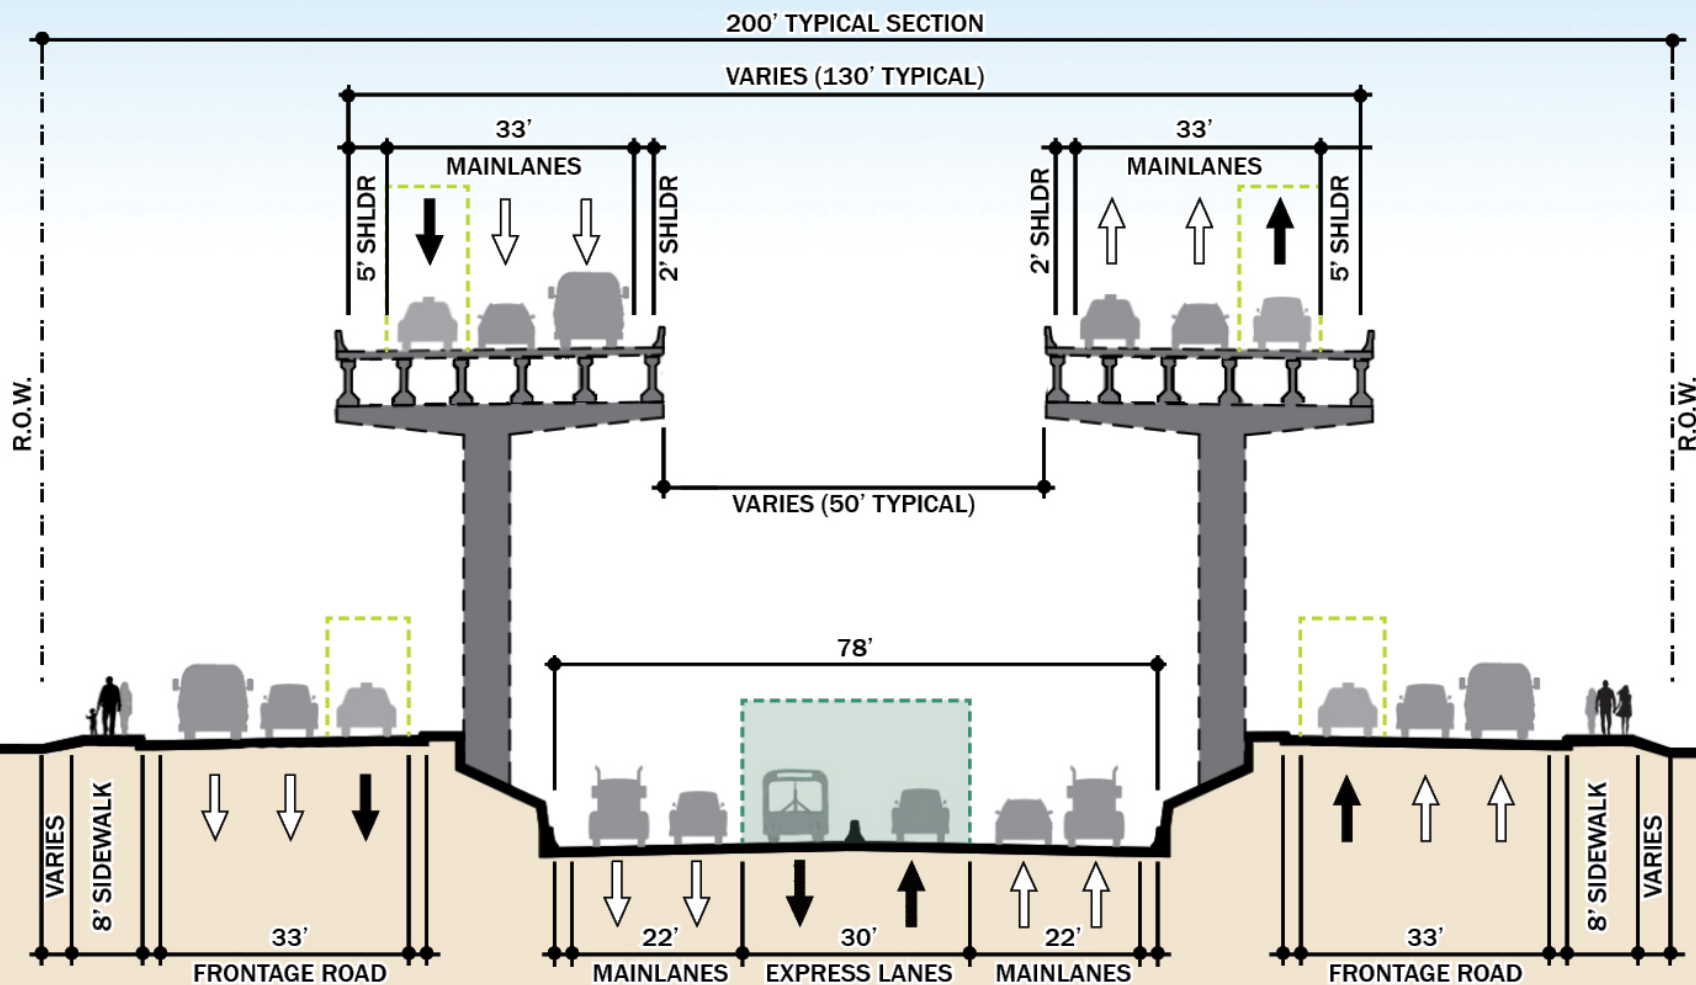 200’ TYPICAL SECTION
VARIES (130’ TYPICAL)
33’
33’
MAINLANES
MAINLANES
5’ SHLDR
2’ SHLDR
2’ SHLDR
5’ SHLDR
R.O.W.
R.O.W.
VARIES (50’ TYPICAL)
78’
VARIES
8’ SIDEWALK
8’ SIDEWALK
VARIES
33’
22’
30’
22’
33’
FRONTAGE ROAD
MAINLANES
EXPRESS LANES
MAINLANES
FRONTAGE ROAD